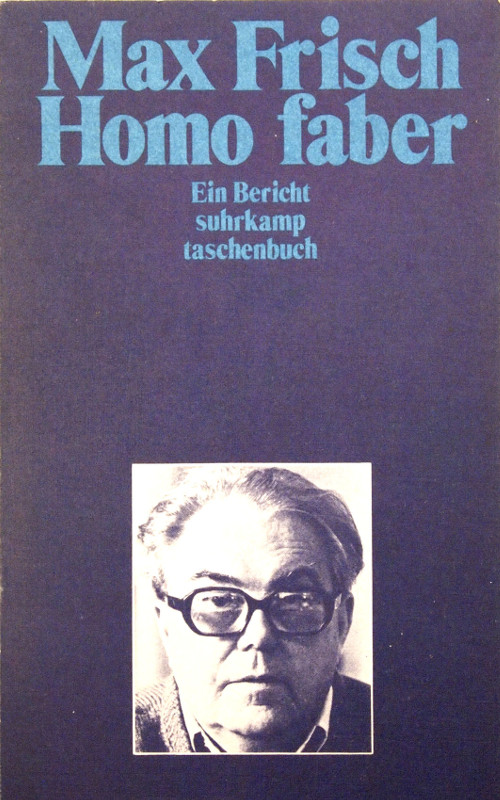 Max Frisch
Homo faber
Ein Bericht
suhrkamp
taschenbuch